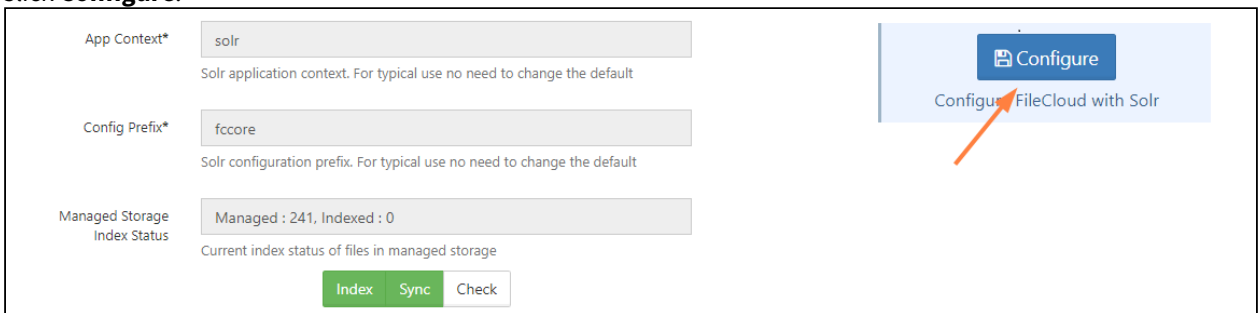 App Context*
solr
Solr application context. For typical use no need to change the default
Config Prefix*
fccore
Solr configuration prefix. For typical use no need to change the default
Managed Storage
Index Status
Managed : 241, Indexed : 0
Current index status of files in managed storage
Index Sync Check
Configure
Configure FileCloud with Solr